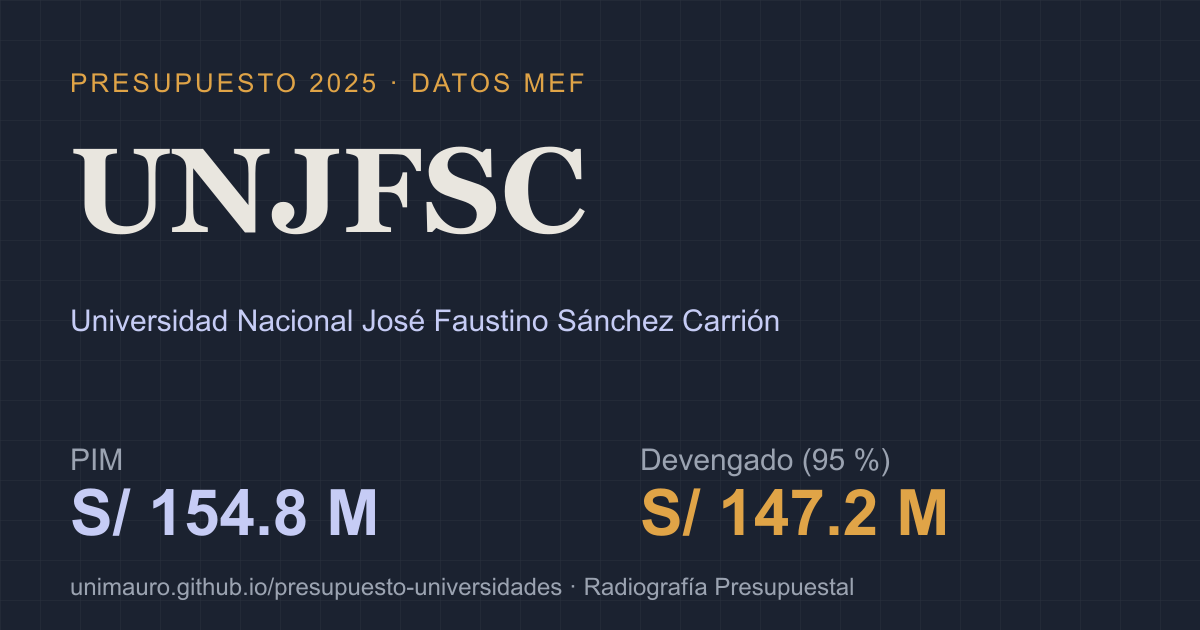 PRESUPUESTO 2025 · DATOS MEF
UNJFSC
Universidad Nacional José Faustino Sánchez Carrión
PIM
S/ 154.8 M
Devengado (95 %)
S/ 147.2 M
unimauro.github.io/presupuesto-universidades · Radiografía Presupuestal